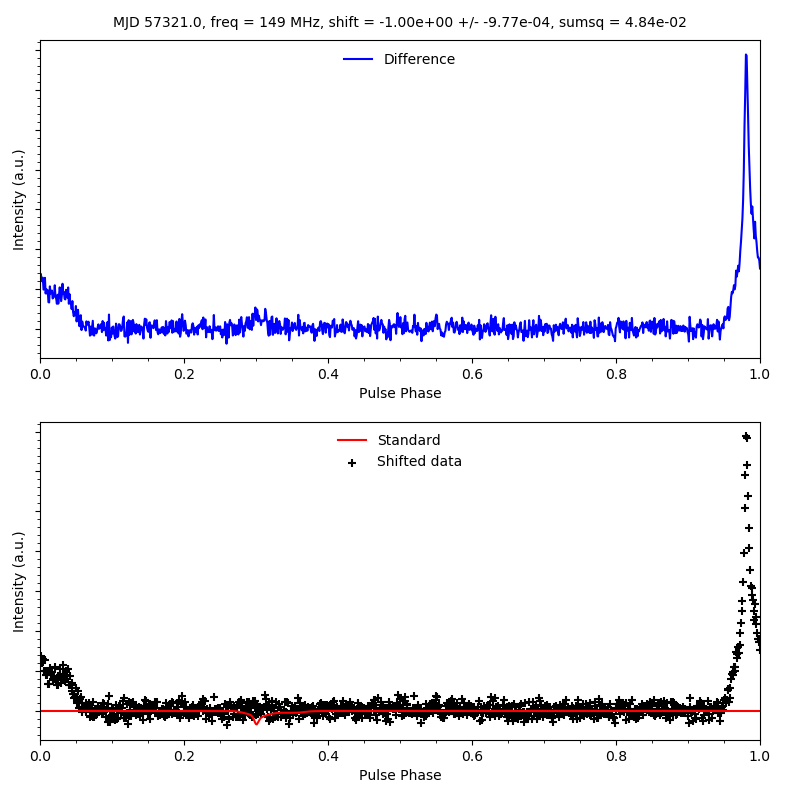 MJD 57321.0, freq = 149 MHz, shift = -1.00e+00 +/- -9.77e-04, sumsq = 4.84e-02
Difference
Intensity (a.u.)
0.0 0.2 0.4 0.6 0.8 1.0
Pulse Phase
Standard
Shifted data
Intensity (a.u.)
0.0 0.2 0.4 0.6 0.8 1.0
Pulse Phase